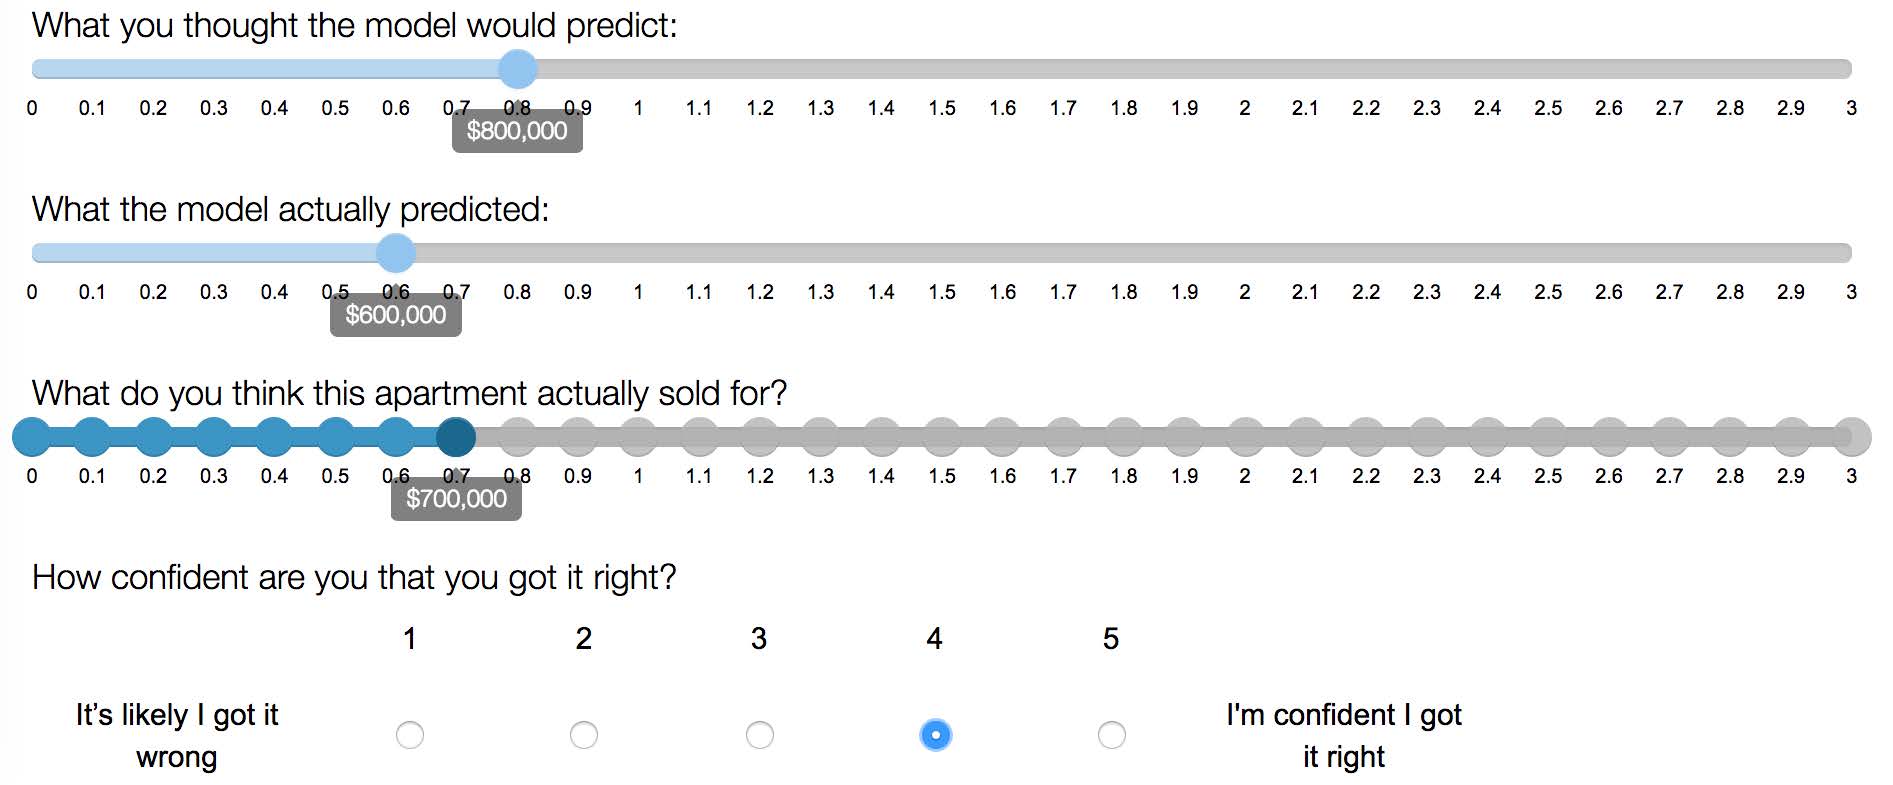 What you thought the model would predict:
0 0.1 0.2 0.3 0.4 0.5 0.6 0.7 0.8 0.9 1 1.1 1.2 1.3 1.4 1.5 1.6 1.7 1.8 1.9 2 2.1 2.2 2.3 2.4 2.5 2.6 2.7 2.8 2.9 3
$800,000
What the model actually predicted:
0 0.1 0.2 0.3 0.4 0.5 0.6 0.7 0.8 0.9 1 1.1 1.2 1.3 1.4 1.5 1.6 1.7 1.8 1.9 2 2.1 2.2 2.3 2.4 2.5 2.6 2.7 2.8 2.9 3
$600,000
What do you think this apartment actually sold for?
0 0.1 0.2 0.3 0.4 0.5 0.6 0.7 0.8 0.9 1 1.1 1.2 1.3 1.4 1.5 1.6 1.7 1.8 1.9 2 2.1 2.2 2.3 2.4 2.5 2.6 2.7 2.8 2.9 3
$700,000
How confident are you that you got it right?
1 2 3 4 5
It’s likely I got it
wrong
I'm confident I got
it right